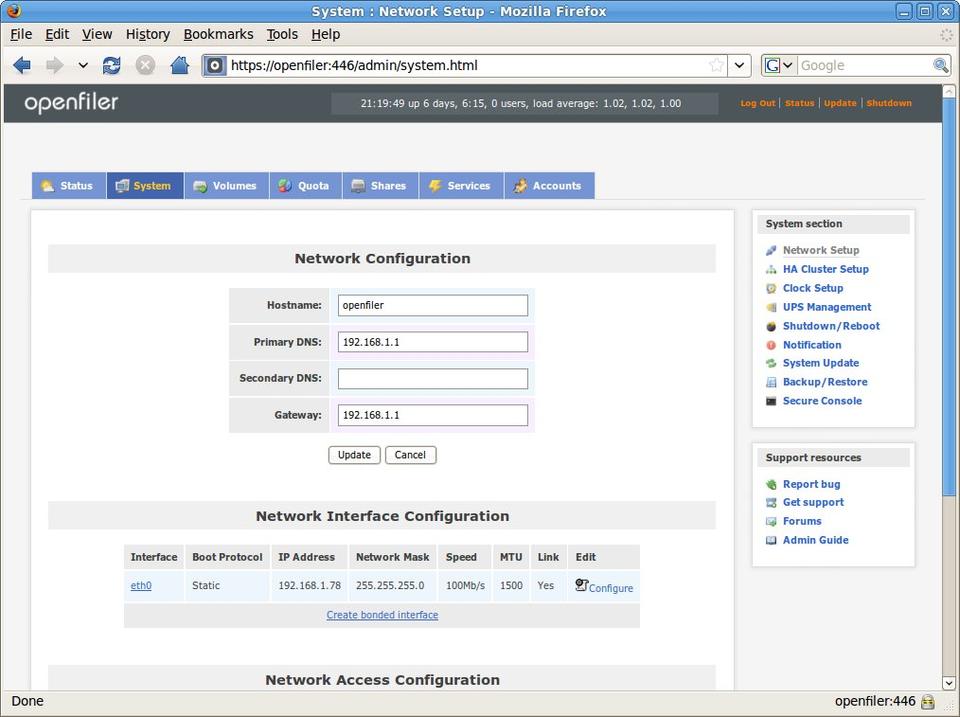 System : Network Setup - Mozilla Firefox
File Edit View History Bookmarks Tools Help
https://openfiler:446/admin/system.html
G Google
openfiler
21:19:49 up 6 days, 6:15, 0 users, load average: 1.02, 1.02, 1.00
Log Out | Status | Update | Shutdown
Status System Volumes Quota Shares Services Accounts
Network Configuration
Hostname: openfiler
Primary DNS: 192.168.1.1
Secondary DNS:
Gateway: 192.168.1.1
Update Cancel
Network Interface Configuration
Interface Boot Protocol IP Address Network Mask Speed MTU Link Edit
eth0 Static 192.168.1.78 255.255.255.0 100Mb/s 1500 Yes Configure
Create bonded interface
Network Access Configuration
System section
Network Setup
HA Cluster Setup
Clock Setup
UPS Management
Shutdown/Reboot
Notification
System Update
Backup/Restore
Secure Console
Support resources
Report bug
Get support
Forums
Admin Guide
Done
openfiler:446